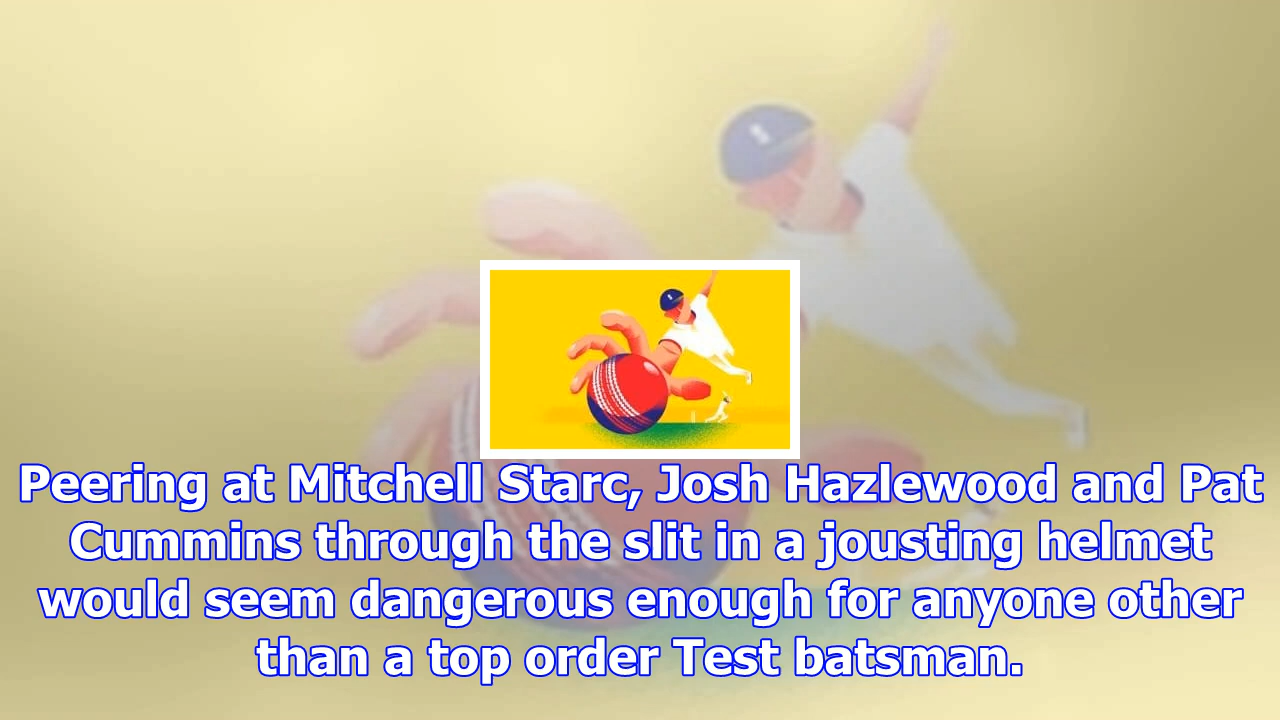 Peering at Mitchell Starc, Josh Hazlewood and Pat
Cummins through the slit in a jousting helmet
would seem dangerous enough for anyone other
than a top order Test batsman.